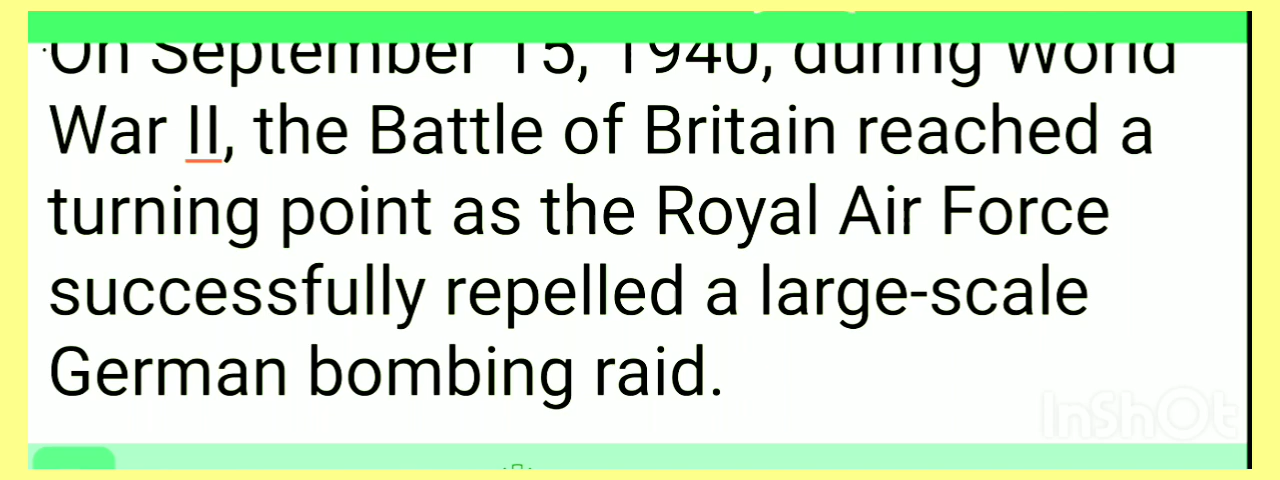 On September 15, 1940, during World
War II, the Battle of Britain reached a
turning point as the Royal Air Force
successfully repelled a large-scale
German bombing raid.
InShOt